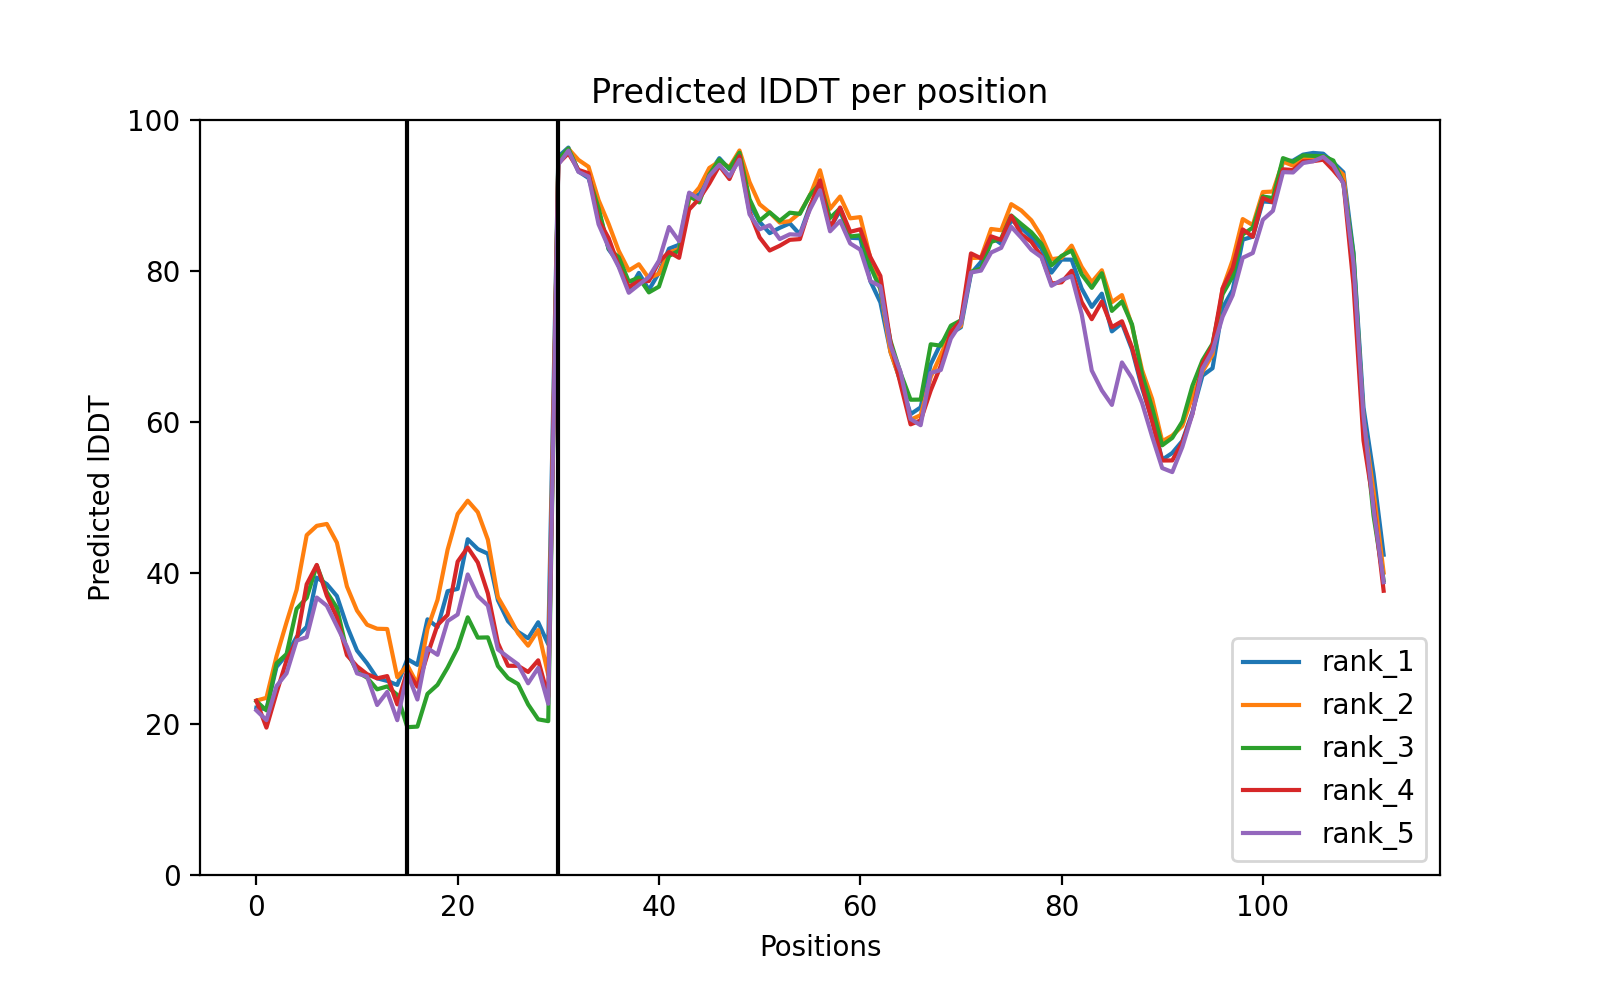 Predicted lDDT per position
100
80
60
40
20
0
Predicted lDDT
0 20 40 60 80 100
Positions
rank_1
rank_2
rank_3
rank_4
rank_5